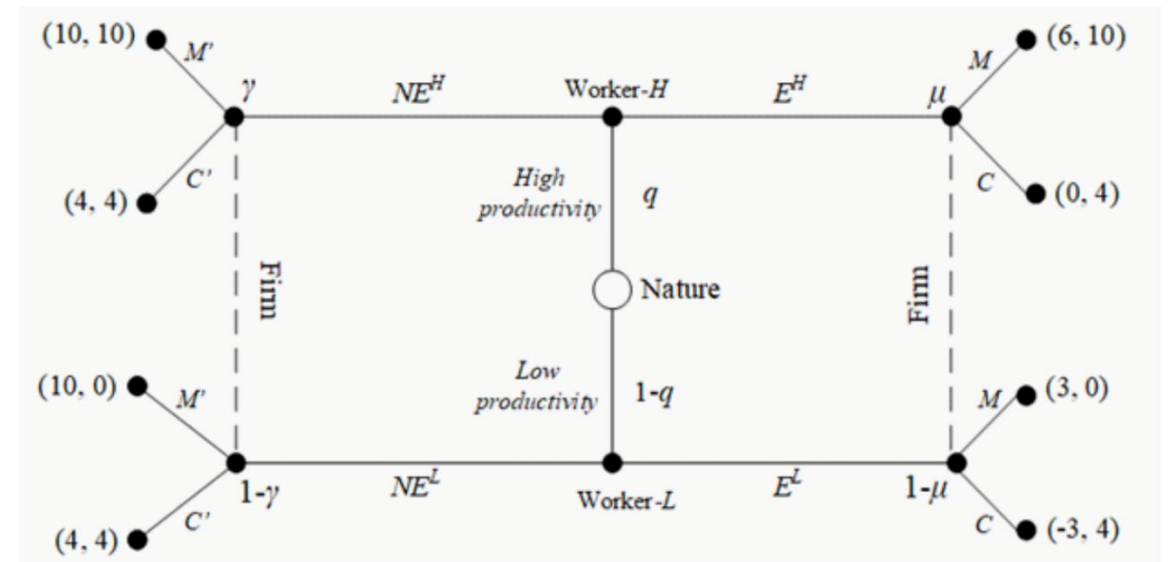 (10, 10)
M'
γ
NE^H
Worker-H
E^H
μ
M
(6, 10)
(4, 4)
C'
High
productivity
q
C
(0, 4)
Firm
Nature
Firm
(10, 0)
M'
Low
productivity
1-q
M
(3, 0)
1-γ
NE^L
Worker-L
E^L
1-μ
(4, 4)
C'
C
(-3, 4)